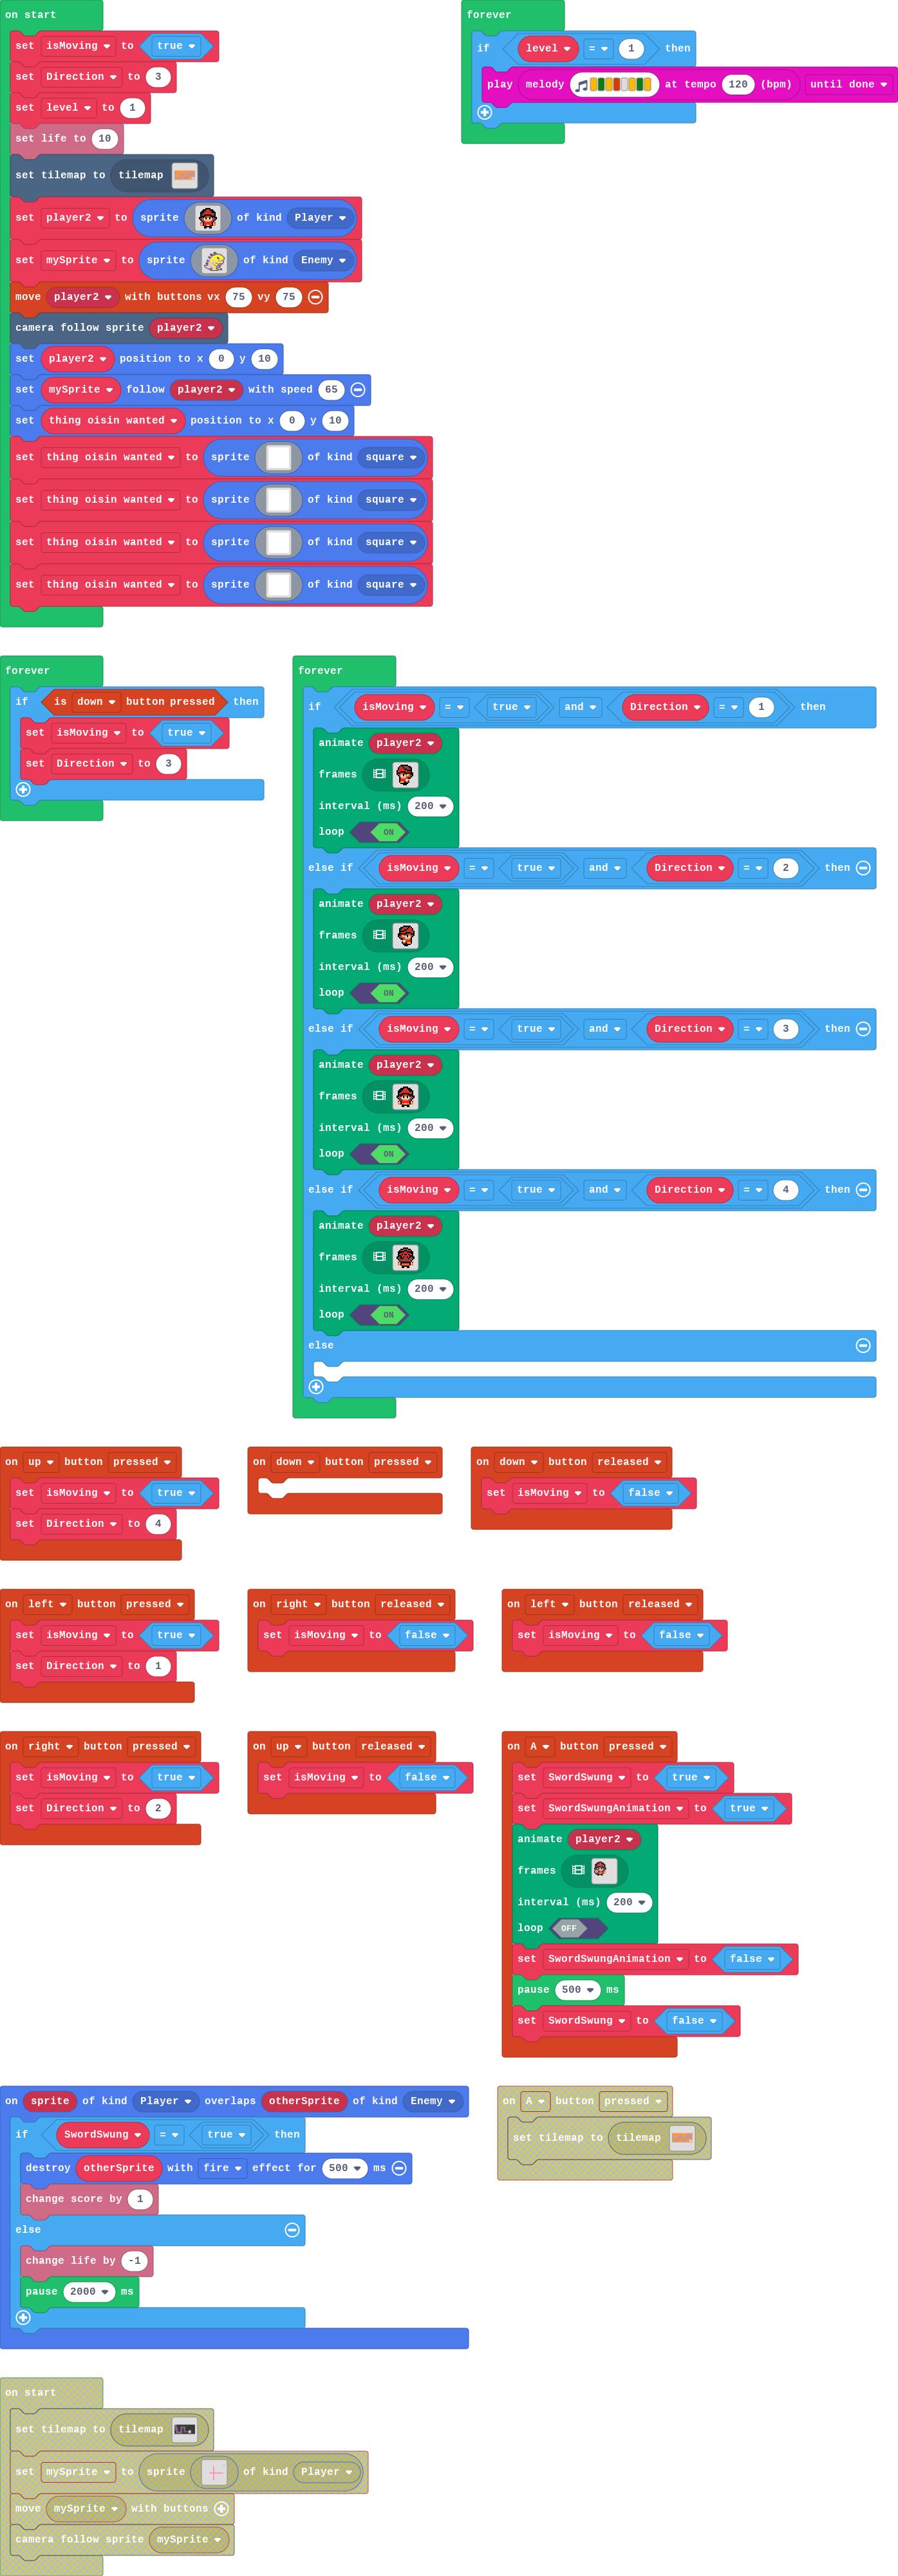 on start
set isMoving to true
set Direction to 3
set level to 1
set life to 10
set tilemap to tilemap
set player2 to sprite of kind Player
set mySprite to sprite of kind Enemy
move player2 with buttons vx 75 vy 75
camera follow sprite player2
set player2 position to x 0 y 10
set mySprite follow player2 with speed 65
set thing oisin wanted position to x 0 y 10
set thing oisin wanted to sprite of kind square
set thing oisin wanted to sprite of kind square
set thing oisin wanted to sprite of kind square
set thing oisin wanted to sprite of kind square
forever
if level = 1 then
play melody at tempo 120 (bpm) until done
forever
if is down button pressed then
set isMoving to true
set Direction to 3
forever
if isMoving = true and Direction = 1 then
animate player2
frames
interval (ms) 200
loop ON
else if isMoving = true and Direction = 2 then
animate player2
frames
interval (ms) 200
loop ON
else if isMoving = true and Direction = 3 then
animate player2
frames
interval (ms) 200
loop ON
else if isMoving = true and Direction = 4 then
animate player2
frames
interval (ms) 200
loop ON
else
on up button pressed
set isMoving to true
set Direction to 4
on down button pressed
on down button released
set isMoving to false
on left button pressed
set isMoving to true
set Direction to 1
on right button released
set isMoving to false
on left button released
set isMoving to false
on right button pressed
set isMoving to true
set Direction to 2
on up button released
set isMoving to false
on A button pressed
set SwordSwung to true
set SwordSwungAnimation to true
animate player2
frames
interval (ms) 200
loop OFF
set SwordSwungAnimation to false
pause 500 ms
set SwordSwung to false
on sprite of kind Player overlaps otherSprite of kind Enemy
if SwordSwung = true then
destroy otherSprite with fire effect for 500 ms
change score by 1
else
change life by -1
pause 2000 ms
on A button pressed
set tilemap to tilemap
on start
set tilemap to tilemap
set mySprite to sprite of kind Player
move mySprite with buttons
camera follow sprite mySprite